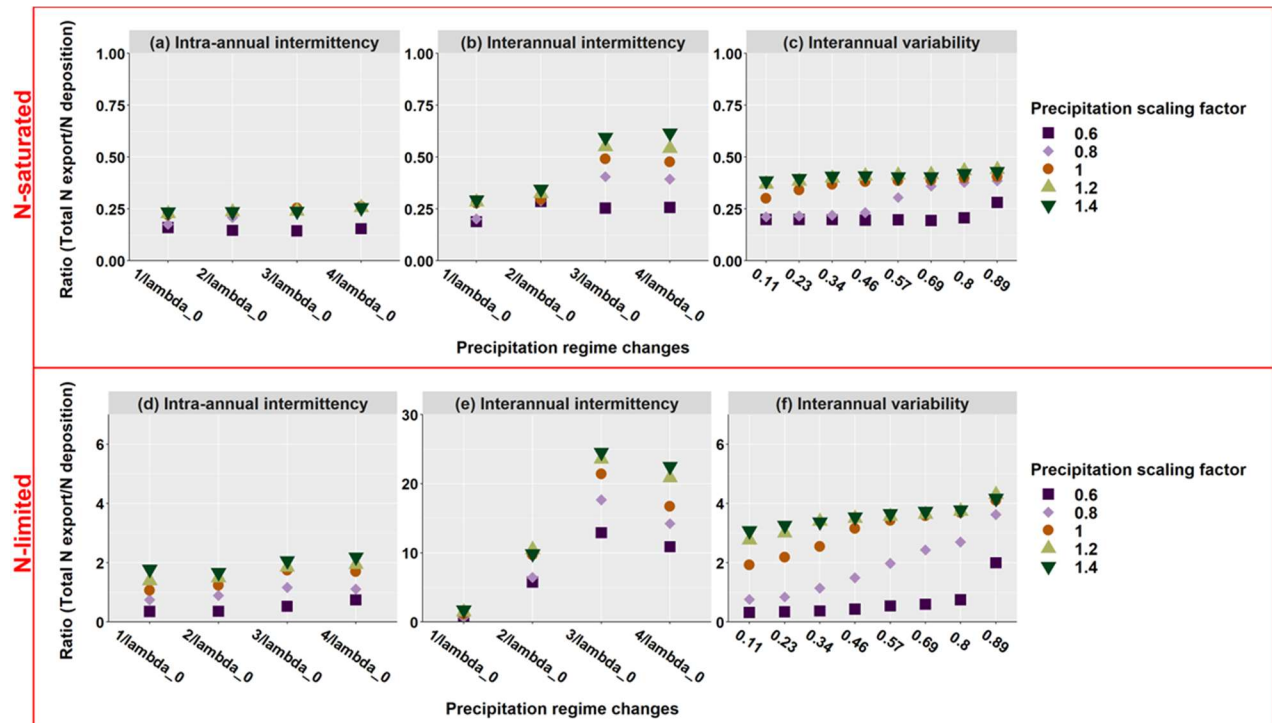 N-saturated
Ratio (Total N export/N deposition)
(a) Intra-annual intermittency
1.00
0.75
0.50
0.25
0.00
1/lambda_0
2/lambda_0
3/lambda_0
4/lambda_0
(b) Interannual intermittency
1.00
0.75
0.50
0.25
0.00
1/lambda_0
2/lambda_0
3/lambda_0
4/lambda_0
(c) Interannual variability
1.00
0.75
0.50
0.25
0.00
0.11
0.23
0.34
0.46
0.57
0.69
0.8
0.89
Precipitation regime changes
Precipitation scaling factor
0.6
0.8
1
1.2
1.4
N-limited
Ratio (Total N export/N deposition)
(d) Intra-annual intermittency
6
4
2
0
1/lambda_0
2/lambda_0
3/lambda_0
4/lambda_0
(e) Interannual intermittency
30
20
10
0
1/lambda_0
2/lambda_0
3/lambda_0
4/lambda_0
(f) Interannual variability
6
4
2
0
0.11
0.23
0.34
0.46
0.57
0.69
0.8
0.89
Precipitation regime changes
Precipitation scaling factor
0.6
0.8
1
1.2
1.4